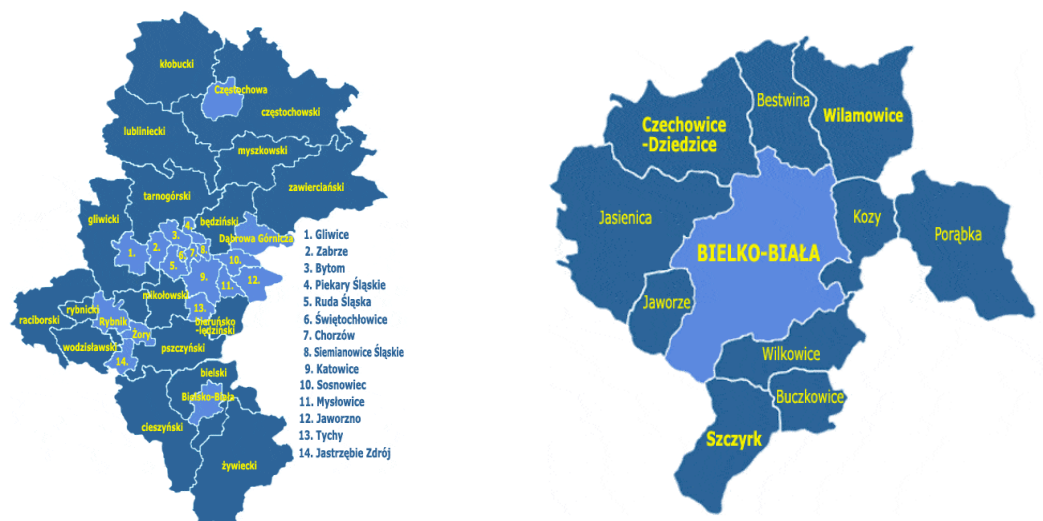 kłobucki
Częstochowa
częstochowski
lubliniecki
myszkowski
zawierciański
tarnogórski
gliwicki
będziński
Dąbrowa Górnicza
1.
2.
3.
4.
5.
6.
7.
8.
9.
10.
11.
12.
13.
mikołowski
Bieruńsko
-lędziński
raciborski
rybnicki
Rybnik
Żory
wodzisławski
14.
pszczyński
bielski
Bielsko-Biała
cieszyński
żywiecki
1. Gliwice
2. Zabrze
3. Bytom
4. Piekary Śląskie
5. Ruda Śląska
6. Świętochłowice
7. Chorzów
8. Siemianowice Śląskie
9. Katowice
10. Sosnowiec
11. Mysłowice
12. Jaworzno
13. Tychy
14. Jastrzębie Zdrój
Bestwina
Czechowice
-Dziedzice
Wilamowice
Jasienica
Kozy
Porąbka
BIELKO-BIAŁA
Jaworze
Wilkowice
Buczkowice
Szczyrk